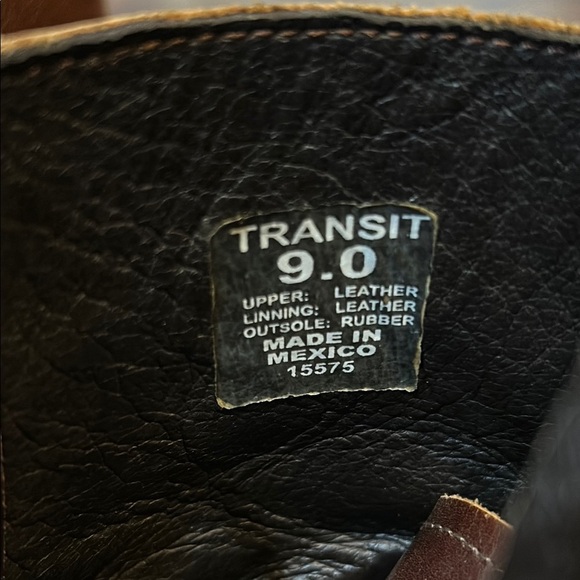 TRANSIT
9.0
UPPER: LEATHER
LINNING: LEATHER
OUTSOLE: RUBBER
MADE IN
MEXICO
15575